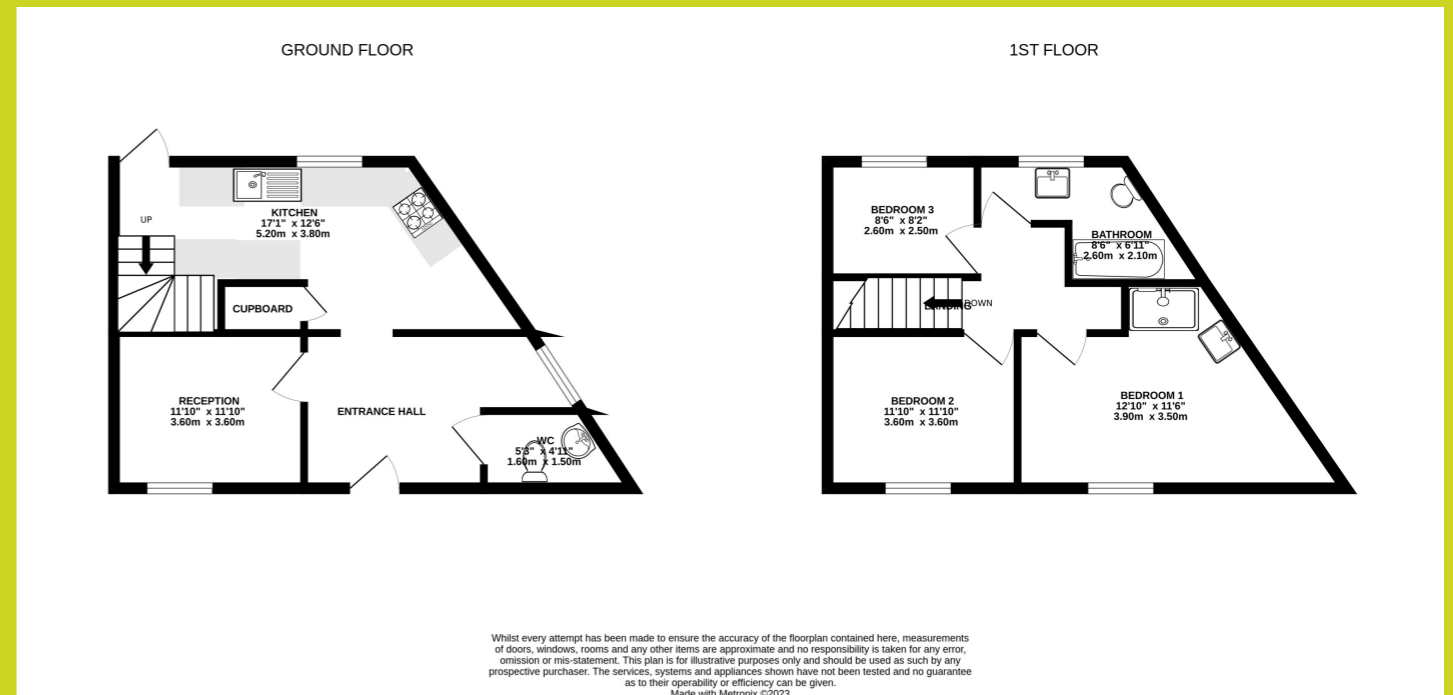 GROUND FLOOR
1ST FLOOR
UP
KITCHEN
17'1" x 12'6"
5.20m x 3.80m
CUPBOARD
RECEPTION
11'10" x 11'10"
3.60m x 3.60m
ENTRANCE HALL
WC
5'3" x 4'11"
1.60m x 1.50m
BEDROOM 3
8'6" x 8'2"
2.60m x 2.50m
BATHROOM
8'6" x 6'11"
2.60m x 2.10m
DOWN
LANDING
BEDROOM 2
11'10" x 11'10"
3.60m x 3.60m
BEDROOM 1
12'10" x 11'6"
3.90m x 3.50m
Whilst every attempt has been made to ensure the accuracy of the floorplan contained here, measurements
of doors, windows, rooms and any other items are approximate and no responsibility is taken for any error,
omission or mis-statement. This plan is for illustrative purposes only and should be used as such by any
prospective purchaser. The services, systems and appliances shown have not been tested and no guarantee
as to their operability or efficiency can be given.
Made with Metropix ©2023